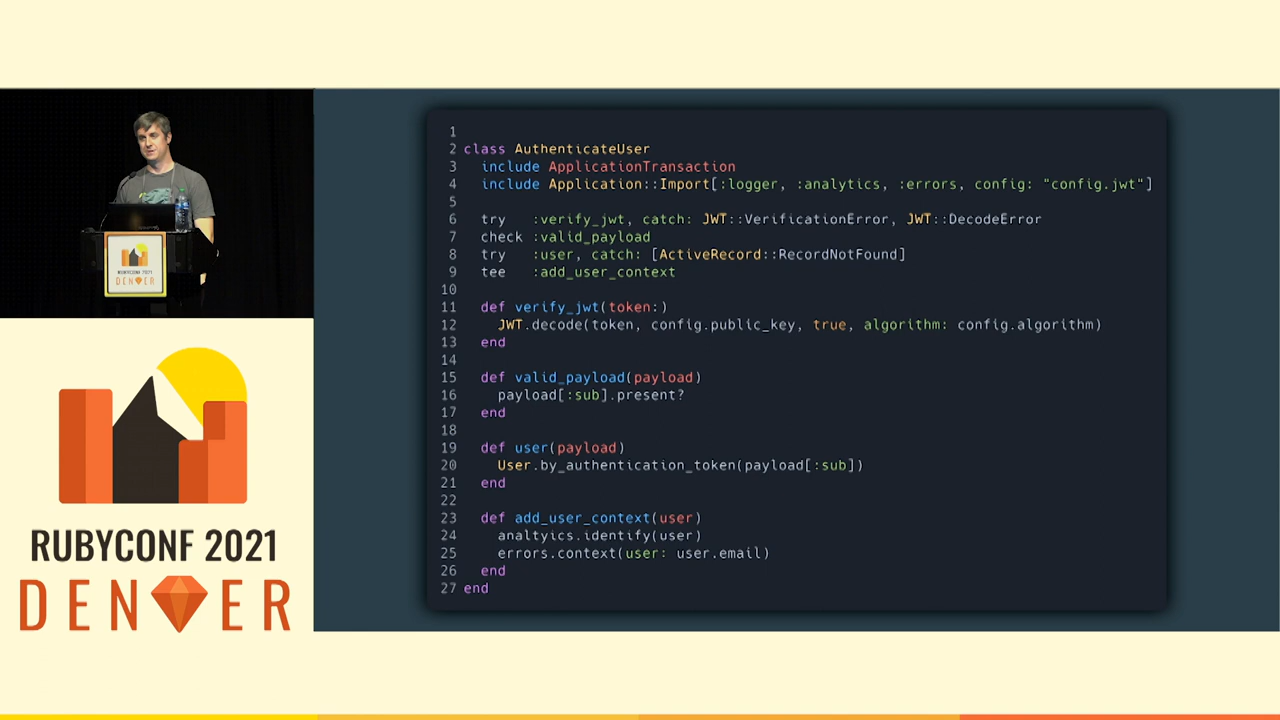 1
2 class AuthenticateUser
3   include ApplicationTransaction
4   include Application::Import[:logger, :analytics, :errors, config: "config.jwt"]
5
6   try   :verify_jwt, catch: JWT::VerificationError, JWT::DecodeError
7   check :valid_payload
8   try   :user, catch: [ActiveRecord::RecordNotFound]
9   tee   :add_user_context
10
11   def verify_jwt(token:)
12     JWT.decode(token, config.public_key, true, algorithm: config.algorithm)
13   end
14
15   def valid_payload(payload)
16     payload[:sub].present?
17   end
18
19   def user(payload)
20     User.by_authentication_token(payload[:sub])
21   end
22
23   def add_user_context(user)
24     analtyics.identify(user)
25     errors.context(user: user.email)
26   end
27 end
RUBYCONF 2021
DENVER
RUBYCONF 2021
DENVER